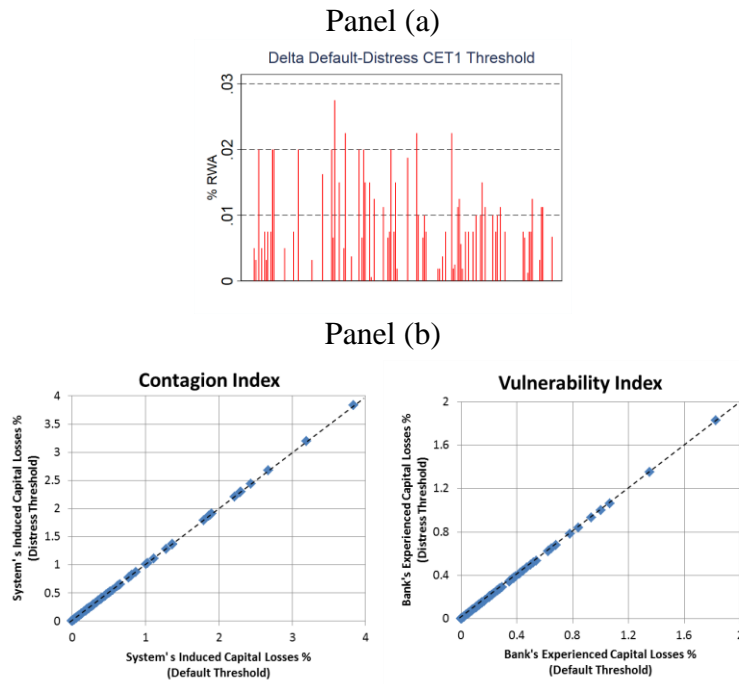 Panel (a)
Delta Default-Distress CET1 Threshold
% RWA
.03
.02
.01
0
Panel (b)
Contagion Index
System' s Induced Capital Losses %
(Distress Threshold)
4
3.5
3
2.5
2
1.5
1
0.5
0
0 1 2 3 4
System' s Induced Capital Losses %
(Default Threshold)
Vulnerability Index
Bank's Experienced Capital Losses %
(Distress Threshold)
2
1.6
1.2
0.8
0.4
0
0 0.4 0.8 1.2 1.6 2
Bank's Experienced Capital Losses %
(Default Threshold)